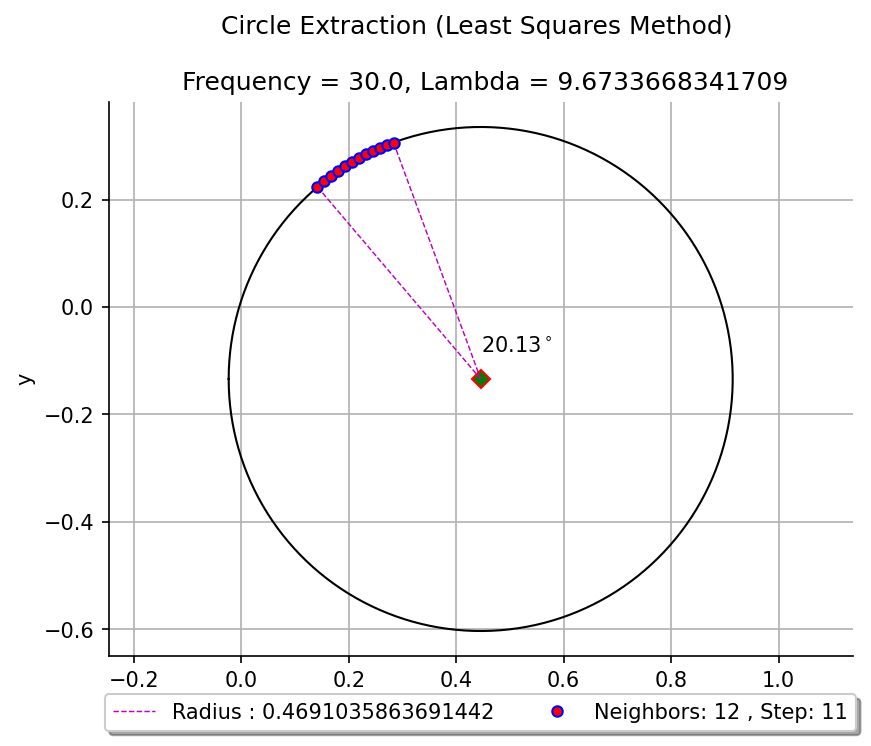 Circle Extraction (Least Squares Method)
Frequency = 30.0, Lambda = 9.6733668341709
0.2
0.0
−0.2
−0.4
−0.6
y
20.13°
−0.2 0.0 0.2 0.4 0.6 0.8 1.0
Radius : 0.4691035863691442 Neighbors: 12 , Step: 11